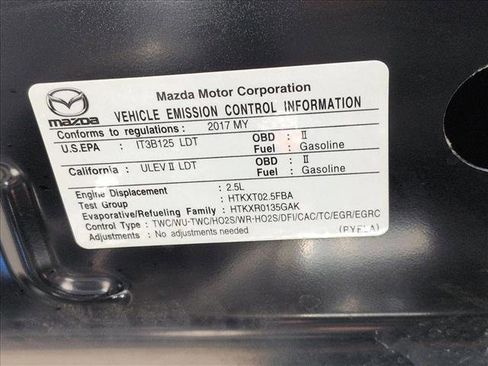 Mazda Motor Corporation
mazda VEHICLE EMISSION CONTROL INFORMATION
Conforms to regulations : 2017 MY
U.S.EPA : IT3B125 LDT OBD : II
Fuel : Gasoline
California : ULEV II LDT OBD : II
Fuel : Gasoline
Engine Displacement : 2.5L
Test Group : HTKXT02.5FBA
Evaporative/Refueling Family : HTKXR0135GAK
Control Type : TWC/WU-TWC/HO2S/WR-HO2S/DFI/CAC/TC/EGR/EGRC
Adjustments : No adjustments needed